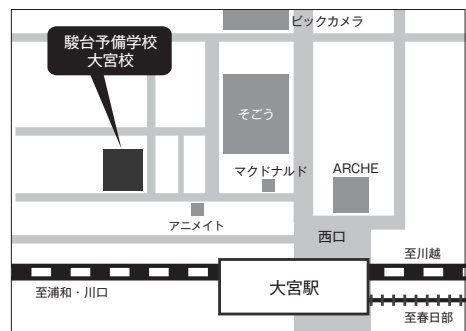 ビックカメラ
駿台予備学校
大宮校
そごう
マクドナルド
ARCHE
アニメイト
西口
至川越
至浦和・川口
大宮駅
至春日部